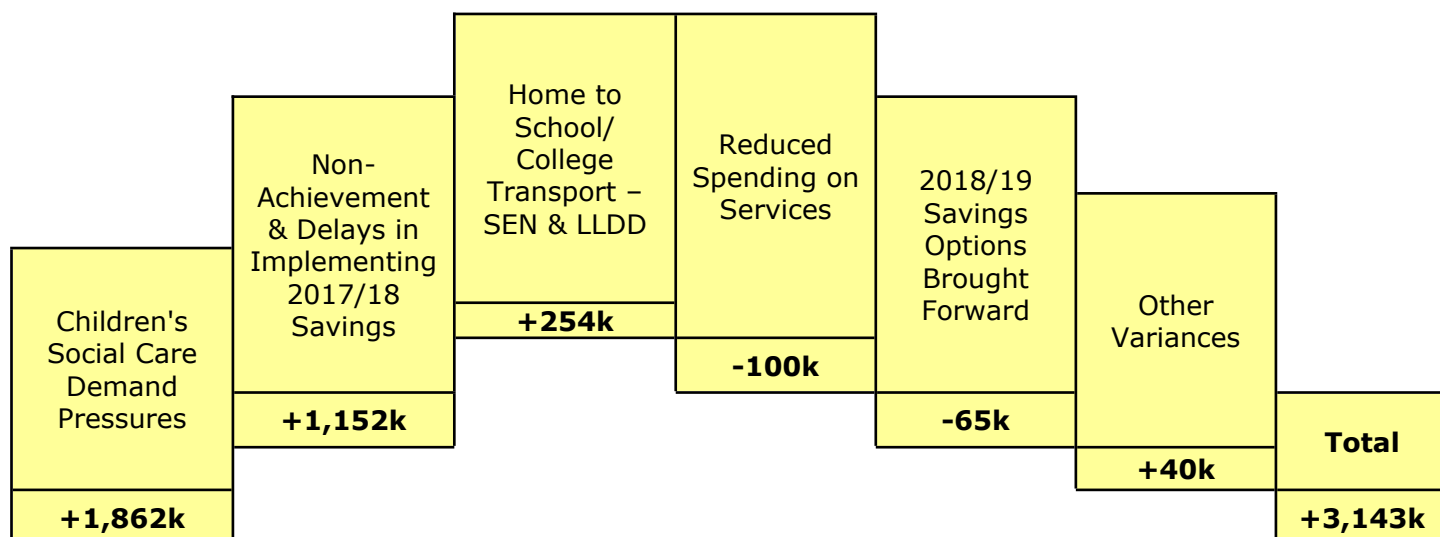 Children's
Social Care
Demand
Pressures
+1,862k
Non-
Achievement
& Delays in
Implementing
2017/18
Savings
+1,152k
Home to
School/
College
Transport –
SEN & LLDD
+254k
Reduced
Spending on
Services
-100k
2018/19
Savings
Options
Brought
Forward
-65k
Other
Variances
+40k
Total
+3,143k